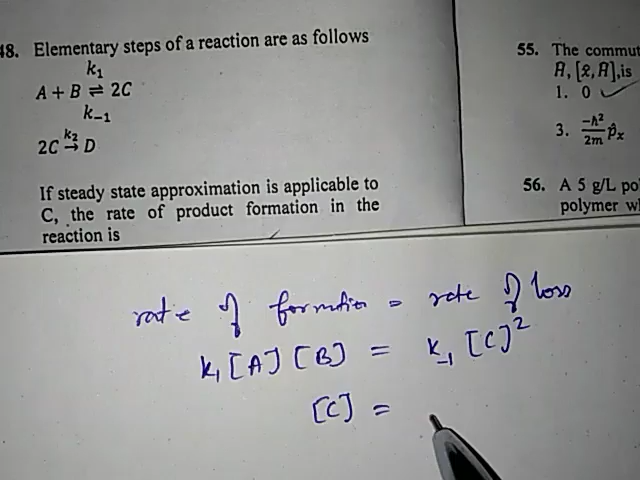 48. Elementary steps of a reaction are as follows
k₁
A + B ⇌ 2C
k₋₁
2C →k₂ D
If steady state approximation is applicable to
C, the rate of product formation in the
reaction is
55. The commut
Ĥ, [x̂, Ĥ], is
1. 0 ✓
3. −ℏ²/2m p̂ₓ
56. A 5 g/L po
polymer w
rate of formation = rate of loss
k₁ [A] [B] = k₋₁ [C]²
[C] =